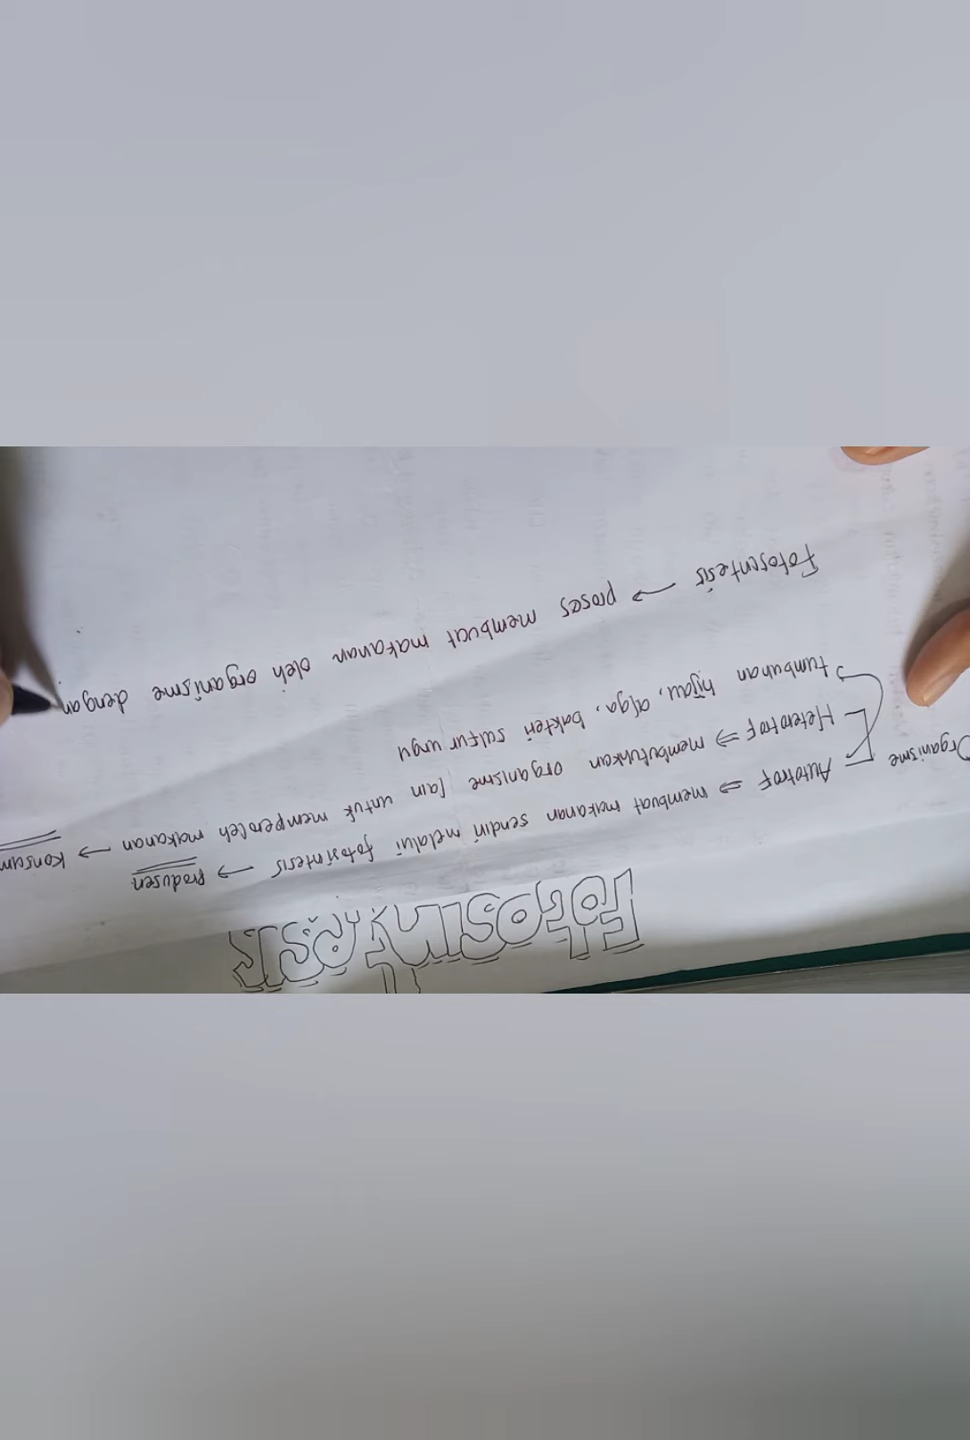 Fotosintesis
Autotrof ⇒ membuat makanan sendiri melalui fotosintesis → Produsen
Organisme
Heterotrof ⇒ membutuhkan organisme lain untuk memperoleh makanan → Konsum
tumbuhan hijau, alga, bakteri sulfur ungu
Fotosintesis → proses membuat makanan oleh organisme dengan